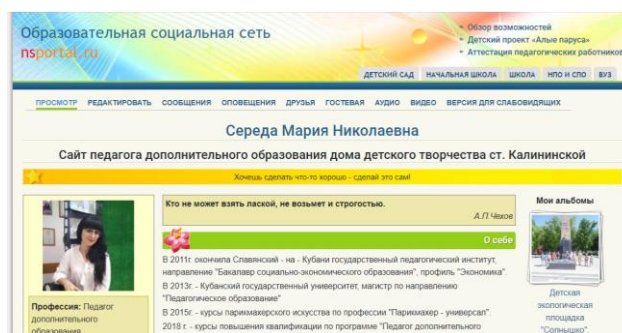 Образовательная социальная сеть
nsportal.ru
Обзор возможностей
Детский проект «Алые паруса»
Аттестация педагогических работников
ДЕТСКИЙ САД НАЧАЛЬНАЯ ШКОЛА ШКОЛА НПО И СПО ВУЗ
ПРОСМОТР РЕДАКТИРОВАТЬ СООБЩЕНИЯ ОПОВЕЩЕНИЯ ДРУЗЬЯ ГОСТЕВАЯ АУДИО ВИДЕО ВЕРСИЯ ДЛЯ СЛАБОВИДЯЩИХ
Середа Мария Николаевна
Сайт педагога дополнительного образования дома детского творчества ст. Калининской
Хочешь сделать что-то хорошо - сделай это сам!
Кто не может взять лаской, не возьмет и строгостью.
А.П.Чехов
О себе
В 2011г. окончила Славянский - на - Кубани государственный педагогический институт,
направление "Бакалавр социально-экономического образования", профиль "Экономика".
В 2013г. - Кубанский государственный университет, магистр по направлению
"Педагогическое образование"
В 2015г. - курсы парикмахерского искусства по профессии "Парикмахер - универсал".
2018 г. - курсы повышения квалификации по программе "Педагог дополнительного
Профессия: Педагог
дополнительного
образования
Мои альбомы
Детская
экологическая
площадка
"Солнышко"